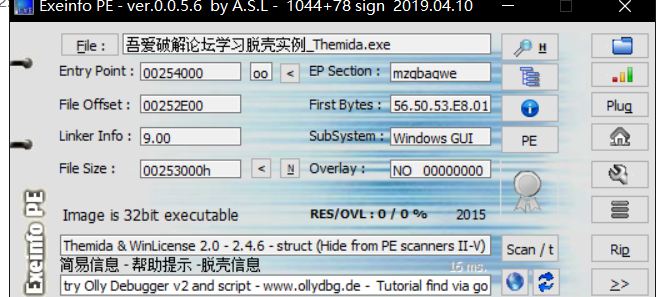 Exeinfo PE - ver.0.0.5.6 by A.S.L - 1044+78 sign 2019.04.10
File : 吾爱破解论坛学习脱壳实例_Themida.exe H
Entry Point : 00254000 oo < EP Section : mzqbaqwe
File Offset : 00252E00 First Bytes : 56.50.53.E8.01 Plug
Linker Info : 9.00 SubSystem : Windows GUI PE
File Size : 00253000h < N Overlay : NO 00000000
Image is 32bit executable RES/OVL : 0 / 0 % 2015
Themida & WinLicense 2.0 - 2.4.6 - struct (Hide from PE scanners II-V) Scan / t Rip
简易信息 - 帮助提示 -脱壳信息 16 ms.
try Olly Debugger v2 and script - www.ollydbg.de - Tutorial find via go >>
Exeinfo PE